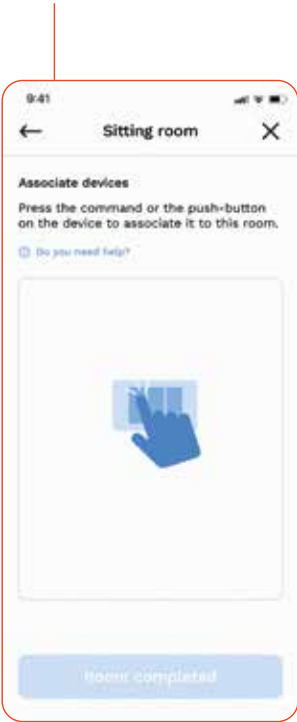 9:41
Sitting room
Associate devices
Press the command or the push-button
on the device to associate it to this room.
Do you need help?
Room completed